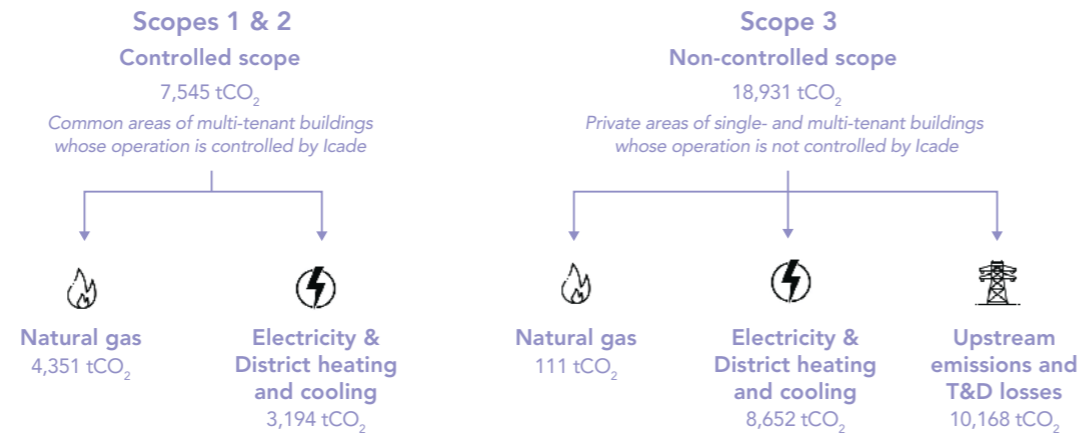 Scopes 1 & 2
Controlled scope
7,545 tCO₂
Common areas of multi-tenant buildings
whose operation is controlled by Icade
Natural gas
4,351 tCO₂
Electricity &
District heating
and cooling
3,194 tCO₂
Scope 3
Non-controlled scope
18,931 tCO₂
Private areas of single- and multi-tenant buildings
whose operation is not controlled by Icade
Natural gas
111 tCO₂
Electricity &
District heating
and cooling
8,652 tCO₂
Upstream
emissions and
T&D losses
10,168 tCO₂